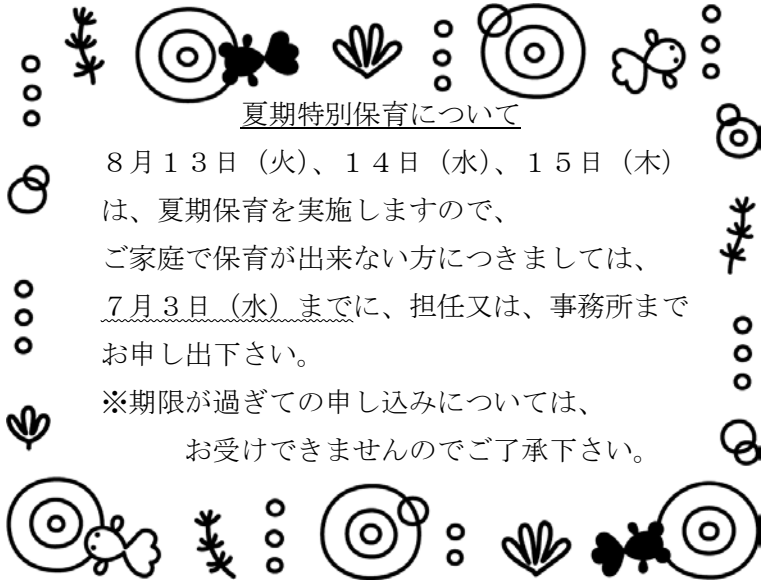 夏期特別保育について
８月１３日（火）、１４日（水）、１５日（木）
は、夏期保育を実施しますので、
ご家庭で保育が出来ない方につきましては、
７月３日（水）までに、担任又は、事務所まで
お申し出下さい。
※期限が過ぎての申し込みについては、
お受けできませんのでご了承下さい。